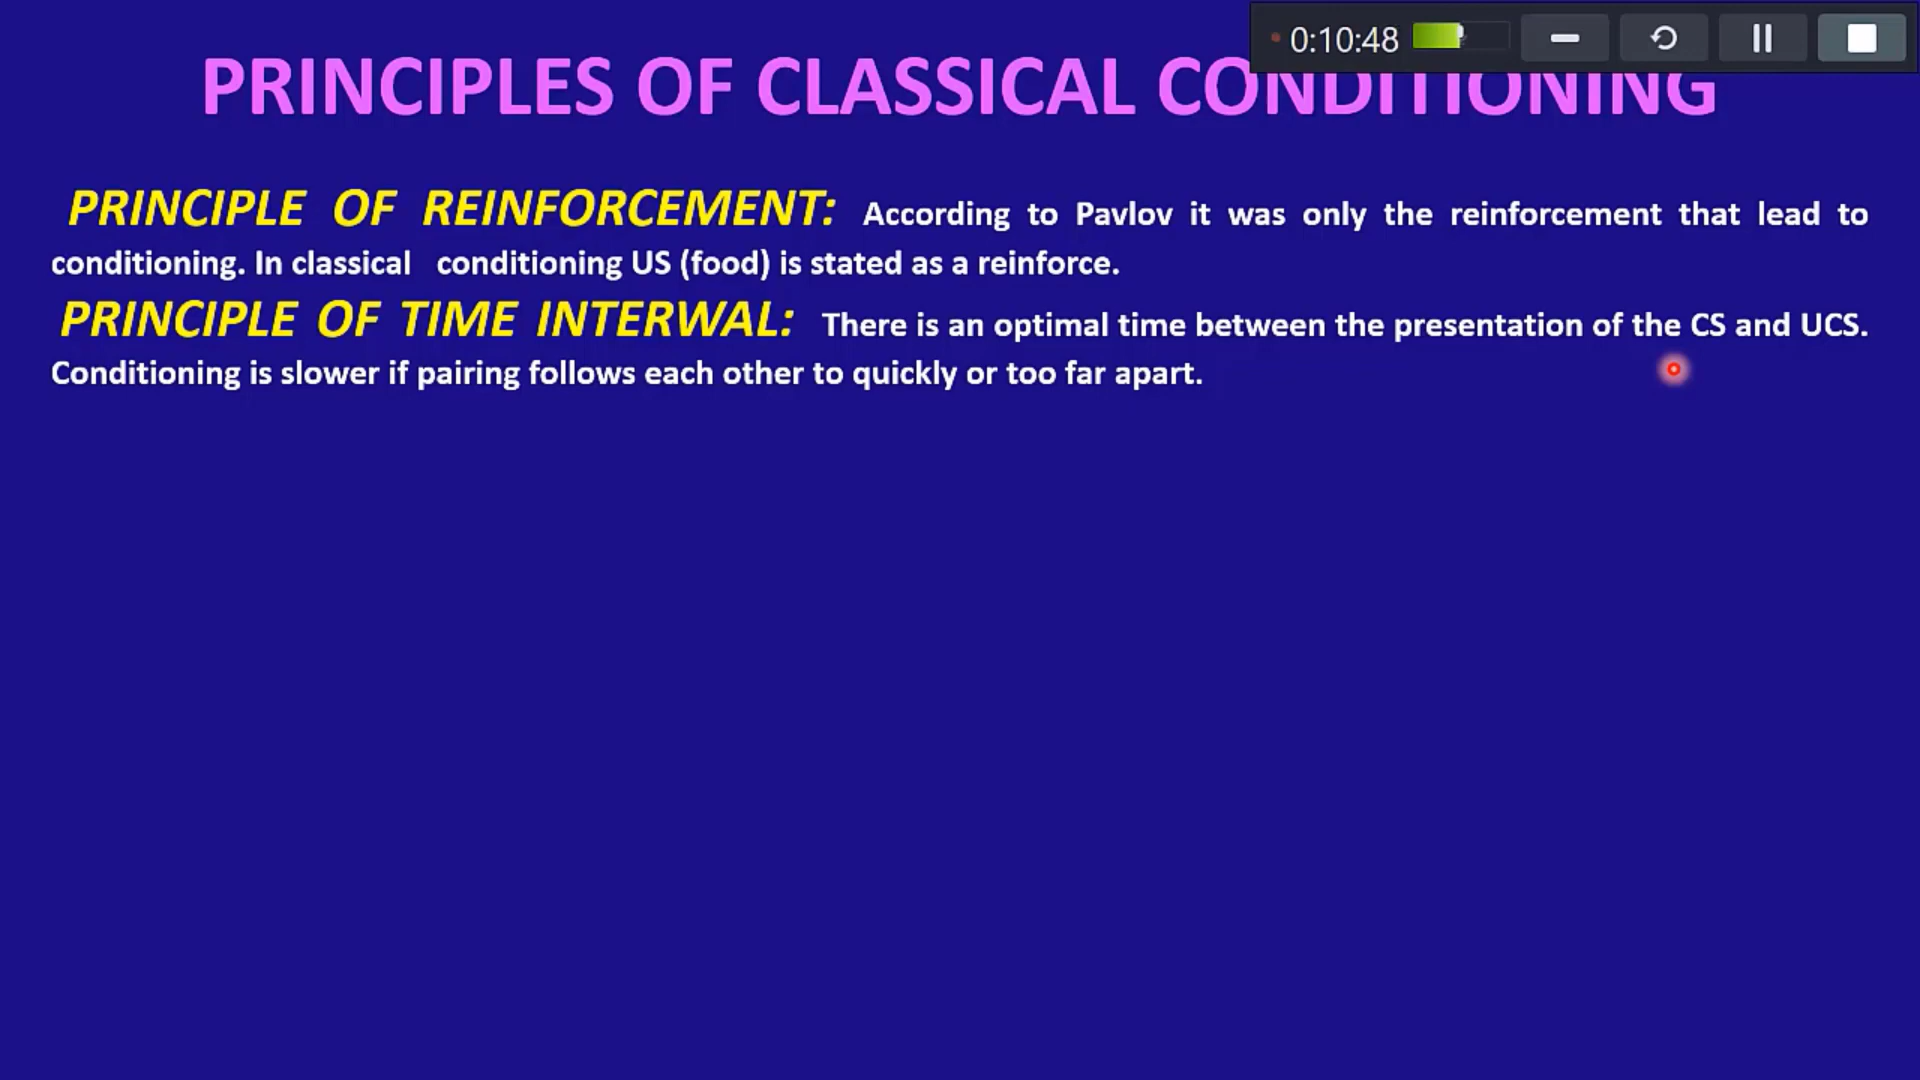 0:10:48
PRINCIPLES OF CLASSICAL CONDITIONING
PRINCIPLE OF REINFORCEMENT: According to Pavlov it was only the reinforcement that lead to
conditioning. In classical conditioning US (food) is stated as a reinforce.
PRINCIPLE OF TIME INTERWAL: There is an optimal time between the presentation of the CS and UCS.
Conditioning is slower if pairing follows each other to quickly or too far apart.